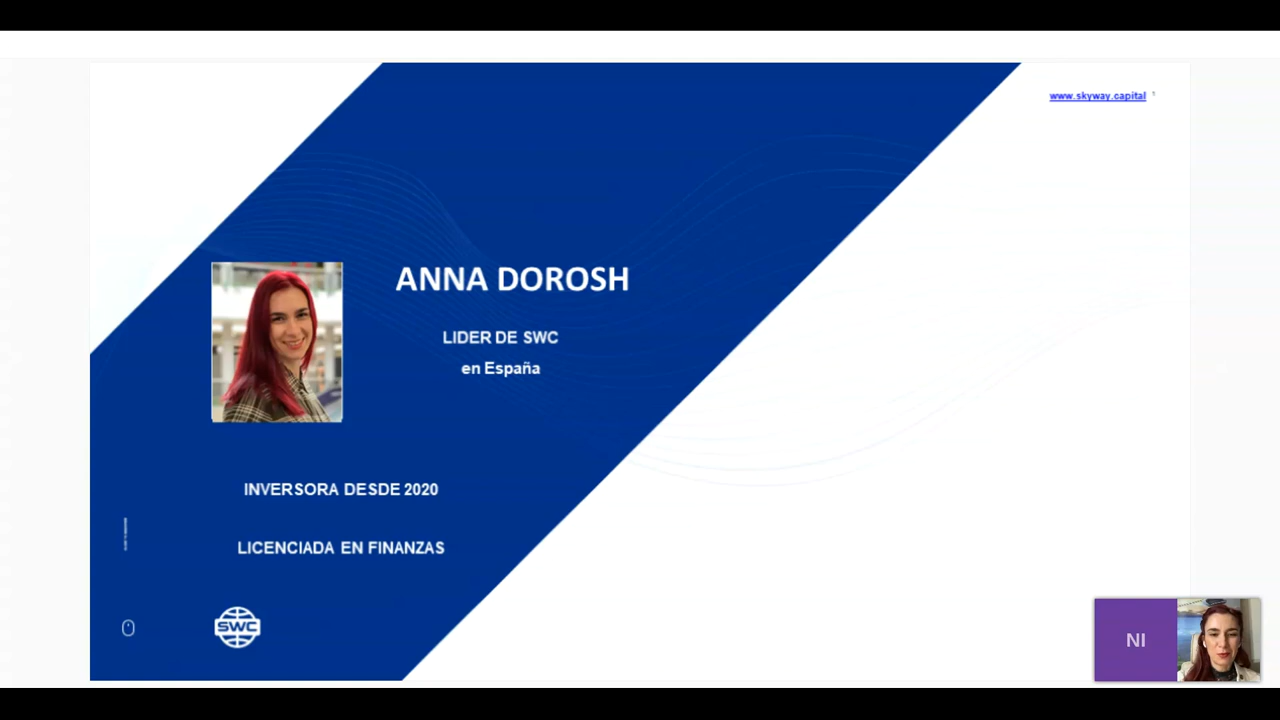 www.skyway.capital
ANNA DOROSH
LIDER DE SWC
en España
INVERSORA DESDE 2020
LICENCIADA EN FINANZAS
SWC
NI